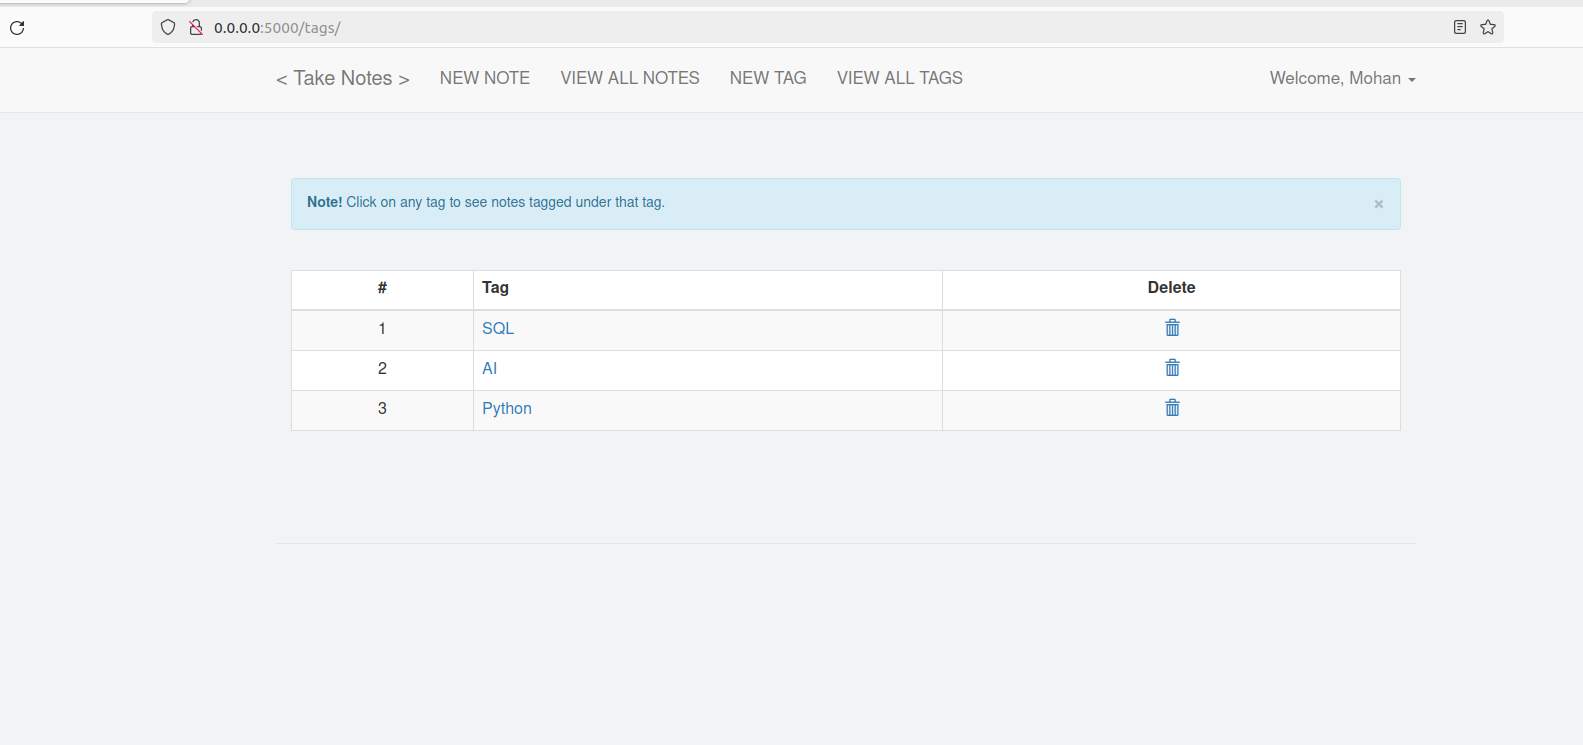 0.0.0.0:5000/tags/
< Take Notes > NEW NOTE VIEW ALL NOTES NEW TAG VIEW ALL TAGS Welcome, Mohan
Note! Click on any tag to see notes tagged under that tag. ×
# Tag Delete
1 SQL
2 AI
3 Python